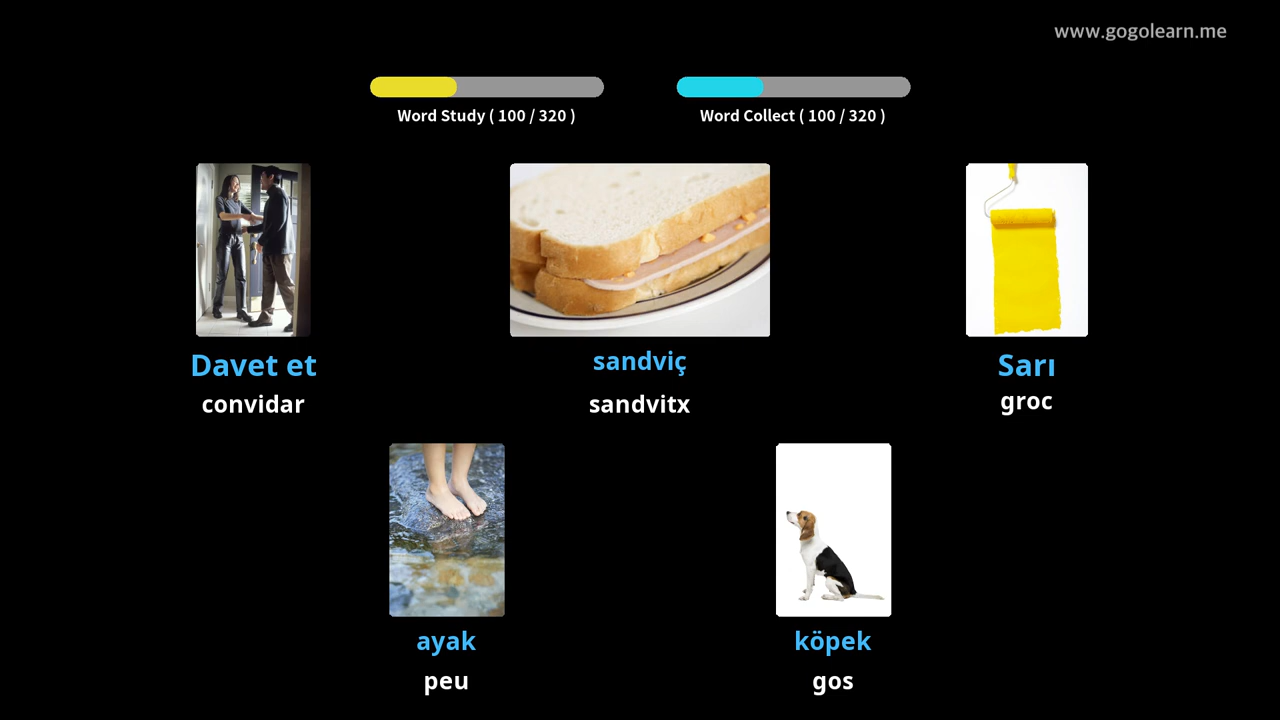 www.gogolearn.me
Word Study ( 100 / 320 )
Word Collect ( 100 / 320 )
Davet et
convidar
sandviç
sandvitx
Sarı
groc
ayak
peu
köpek
gos